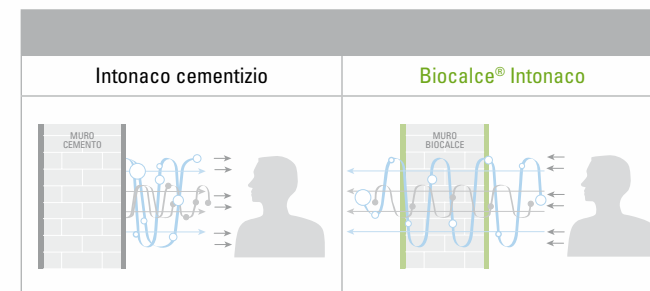 Intonaco cementizio
Biocalce® Intonaco
MURO
CEMENTO
MURO
BIOCALCE